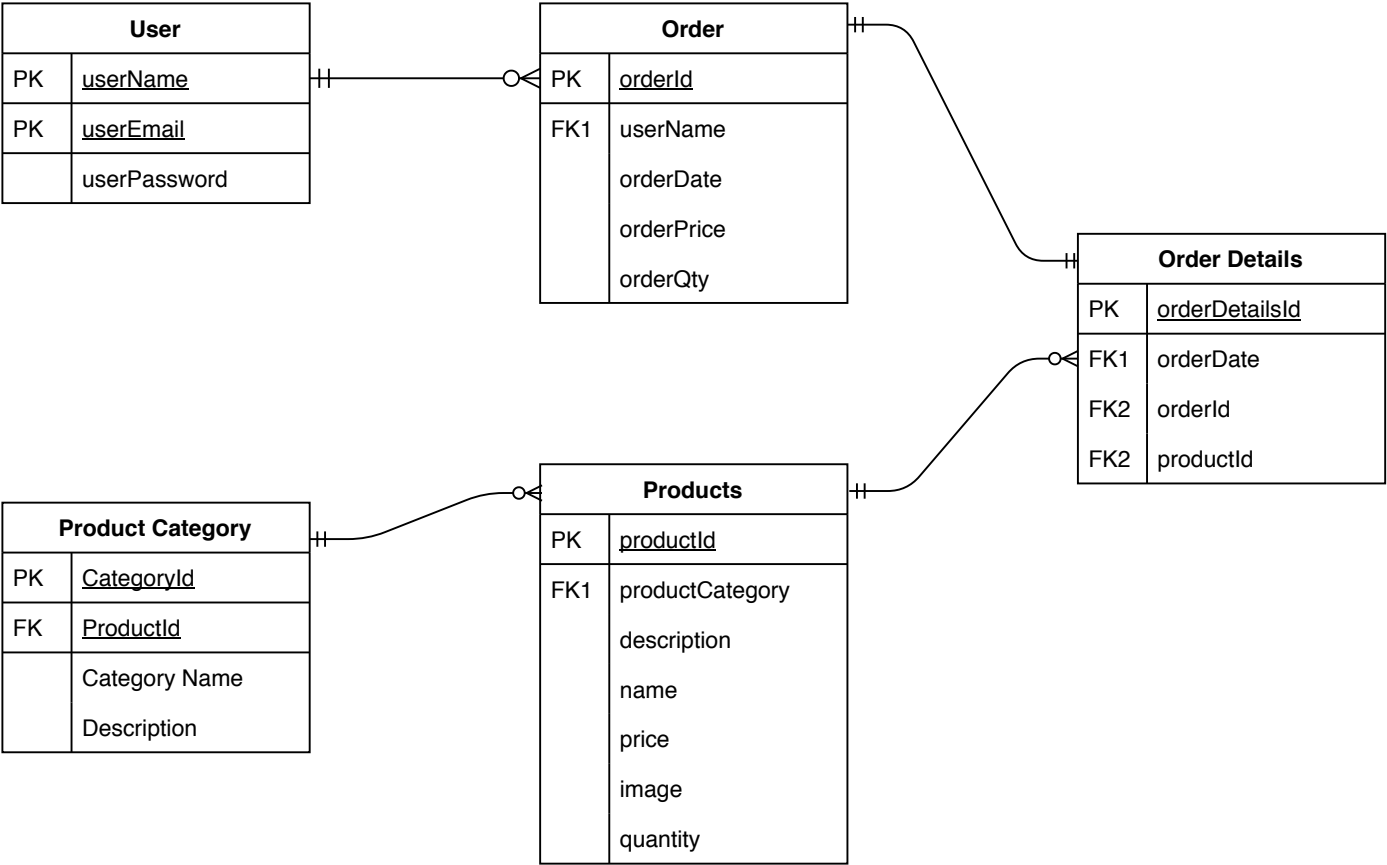 User
PK userName
PK userEmail
userPassword
Order
PK orderId
FK1 userName
orderDate
orderPrice
orderQty
Order Details
PK orderDetailsId
FK1 orderDate
FK2 orderId
FK2 productId
Product Category
PK CategoryId
FK ProductId
Category Name
Description
Products
PK productId
FK1 productCategory
description
name
price
image
quantity